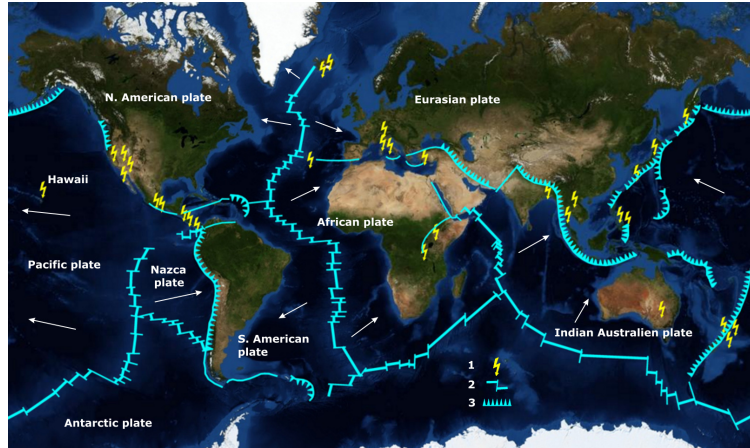 N. American plate
Eurasian plate
Hawaii
African plate
Pacific plate
Nazca
plate
S. American
plate
Indian Australien plate
1
2
3
Antarctic plate